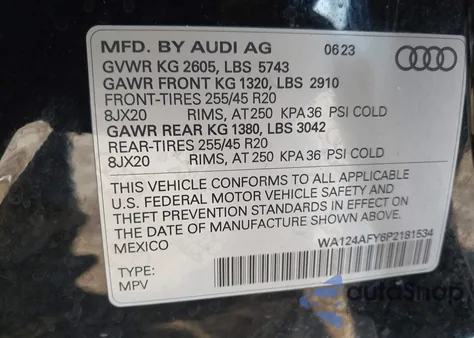 MFD. BY AUDI AG 06 23
GVWR KG 2605, LBS 5743
GAWR FRONT KG 1320, LBS 2910
FRONT-TIRES 255/45 R20
8JX20 RIMS, AT 250 KPA 36 PSI COLD
GAWR REAR KG 1380, LBS 3042
REAR-TIRES 255/45 R20
8JX20 RIMS, AT 250 KPA 36 PSI COLD
THIS VEHICLE CONFORMS TO ALL APPLICABLE
U.S. FEDERAL MOTOR VEHICLE SAFETY AND
THEFT PREVENTION STANDARDS IN EFFECT ON
THE DATE OF MANUFACTURE SHOWN ABOVE.
MEXICO
WA124AFY6P2181534
TYPE:
MPV
autoShop